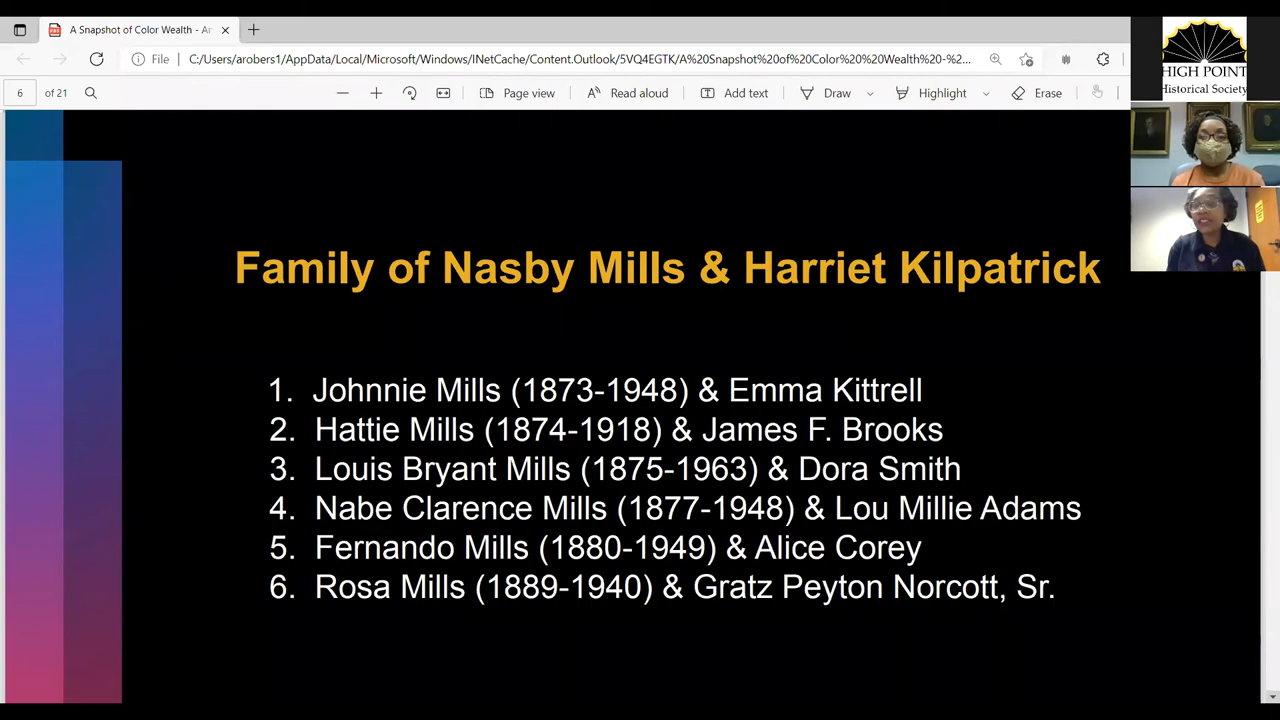 A Snapshot of Color Wealth - A
File
C:/Users/arobers1/AppData/Local/Microsoft/Windows/INetCache/Content.Outlook/5VQ4EGTK/A%20Snapshot%20of%20Color%20%20Wealth%20-%2...
6 of 21
Page view
Read aloud
Add text
Draw
Highlight
Erase
HIGH POINT
Historical Society
Family of Nasby Mills & Harriet Kilpatrick
1. Johnnie Mills (1873-1948) & Emma Kittrell
2. Hattie Mills (1874-1918) & James F. Brooks
3. Louis Bryant Mills (1875-1963) & Dora Smith
4. Nabe Clarence Mills (1877-1948) & Lou Millie Adams
5. Fernando Mills (1880-1949) & Alice Corey
6. Rosa Mills (1889-1940) & Gratz Peyton Norcott, Sr.